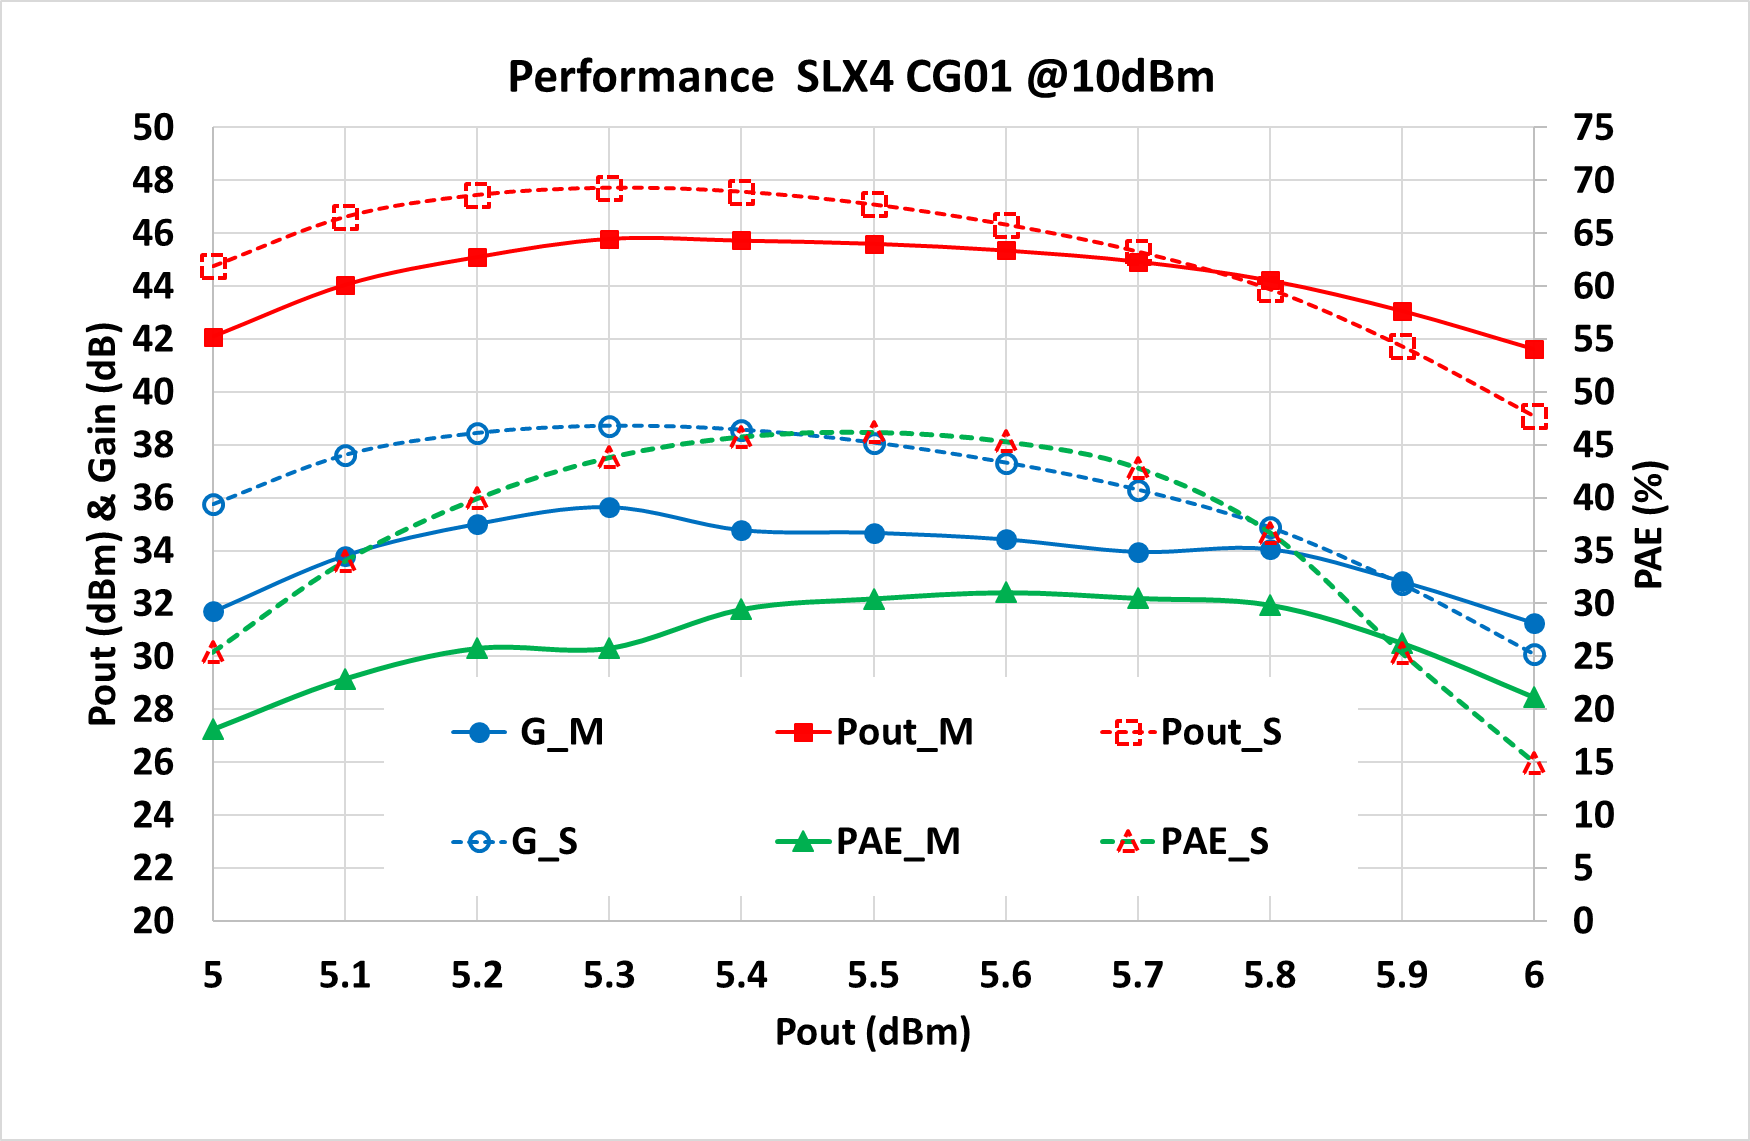 Performance  SLX4 CG01 @10dBm
Pout (dBm) & Gain (dB)
50
48
46
44
42
40
38
36
34
32
30
28
26
24
22
20
75
70
65
60
55
50
45
40
35
30
25
20
15
10
5
0
PAE (%)
G_M
Pout_M
Pout_S
G_S
PAE_M
PAE_S
5 5.1 5.2 5.3 5.4 5.5 5.6 5.7 5.8 5.9 6
Pout (dBm)